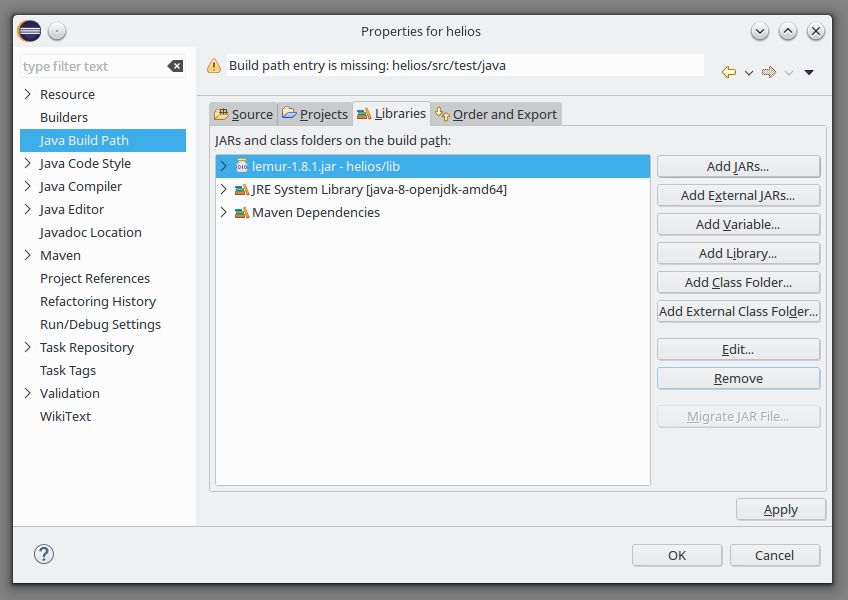 Properties for helios
type filter text
Resource
Builders
Java Build Path
Java Code Style
Java Compiler
Java Editor
Javadoc Location
Maven
Project References
Refactoring History
Run/Debug Settings
Task Repository
Task Tags
Validation
WikiText
Build path entry is missing: helios/src/test/java
Source Projects Libraries Order and Export
JARs and class folders on the build path:
lemur-1.8.1.jar - helios/lib
JRE System Library [java-8-openjdk-amd64]
Maven Dependencies
Add JARs...
Add External JARs...
Add Variable...
Add Library...
Add Class Folder...
Add External Class Folder...
Edit...
Remove
Migrate JAR File...
Apply
OK Cancel